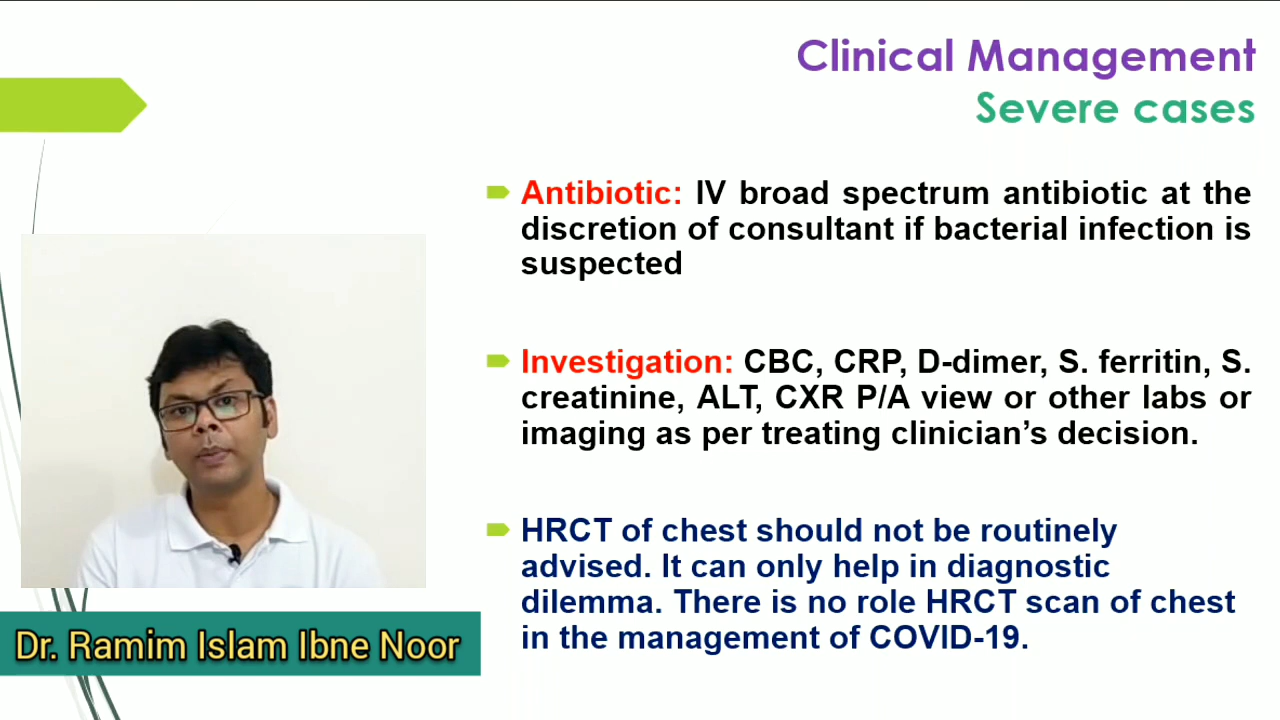 Clinical Management
Severe cases
Antibiotic: IV broad spectrum antibiotic at the
discretion of consultant if bacterial infection is
suspected
Investigation: CBC, CRP, D-dimer, S. ferritin, S.
creatinine, ALT, CXR P/A view or other labs or
imaging as per treating clinician’s decision.
HRCT of chest should not be routinely
advised. It can only help in diagnostic
dilemma. There is no role HRCT scan of chest
in the management of COVID-19.
Dr. Ramim Islam Ibne Noor